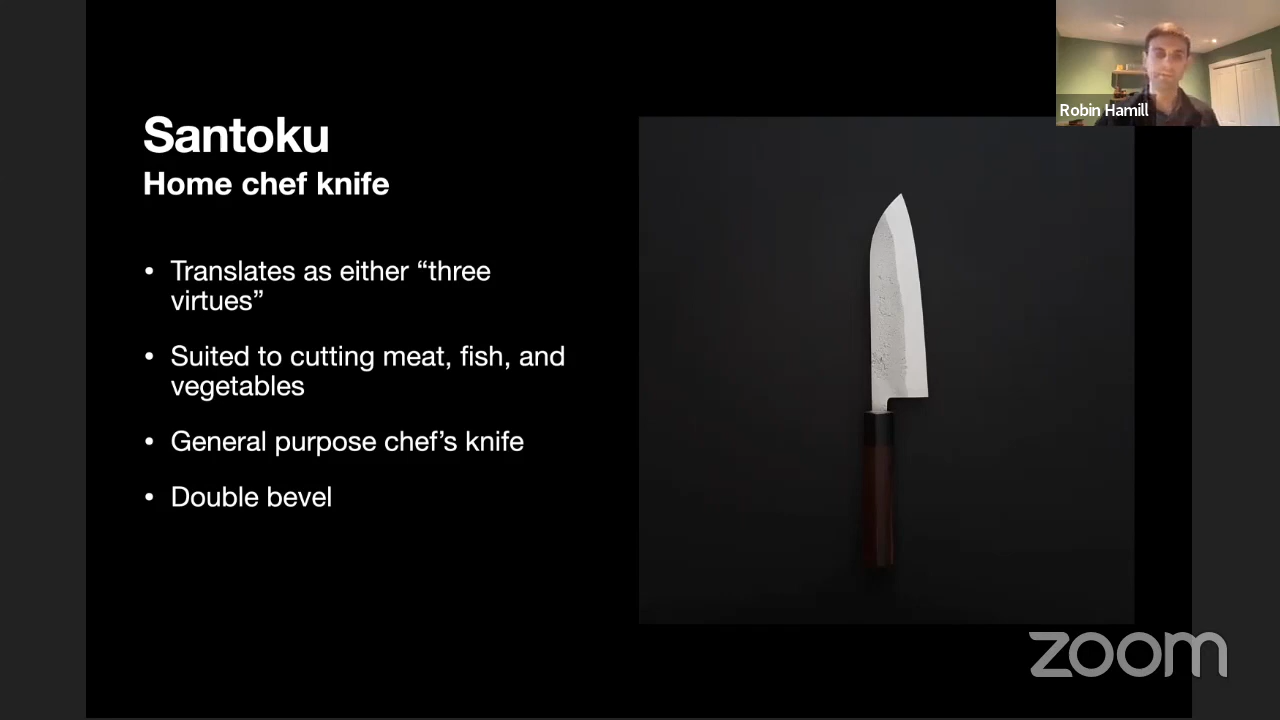 Robin Hamill
Santoku
Home chef knife
• Translates as either “three
virtues”
• Suited to cutting meat, fish, and
vegetables
• General purpose chef’s knife
• Double bevel
zoom